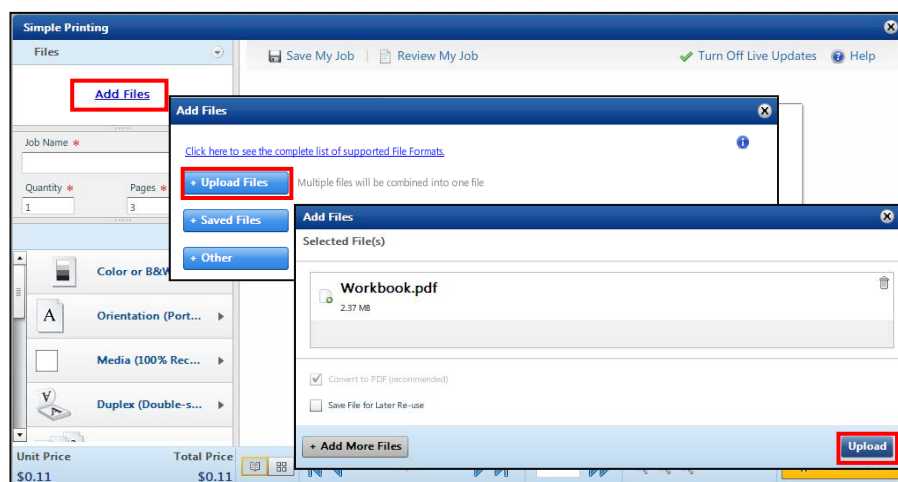 Simple Printing
Files
Save My Job
Review My Job
Turn Off Live Updates
Help
Add Files
Job Name *
Quantity *
Pages *
1
3
Add Files
Click here to see the complete list of supported File Formats.
+ Upload Files
Multiple files will be combined into one file
+ Saved Files
+ Other
Add Files
Selected File(s)
Workbook.pdf
2.37 MB
Convert to PDF (recommended)
Save File for Later Re-use
+ Add More Files
Upload
Color or B&W
A
Orientation (Port...
Media (100% Rec...
Duplex (Double-s...
Unit Price
Total Price
$0.11
$0.11